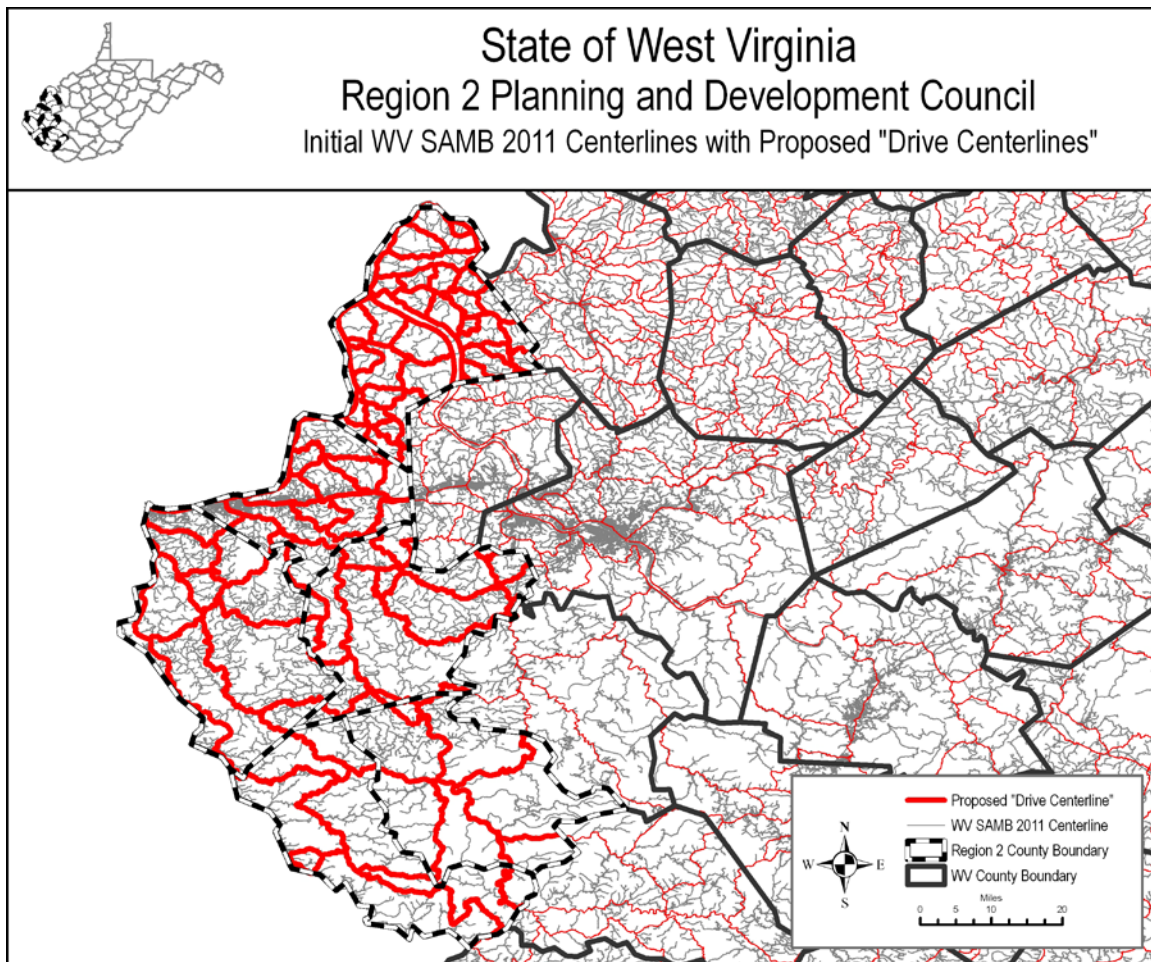 State of West Virginia
Region 2 Planning and Development Council
Initial WV SAMB 2011 Centerlines with Proposed "Drive Centerlines"
Proposed "Drive Centerline"
WV SAMB 2011 Centerline
Region 2 County Boundary
WV County Boundary
N
W E
S
Miles
0 5 10 20